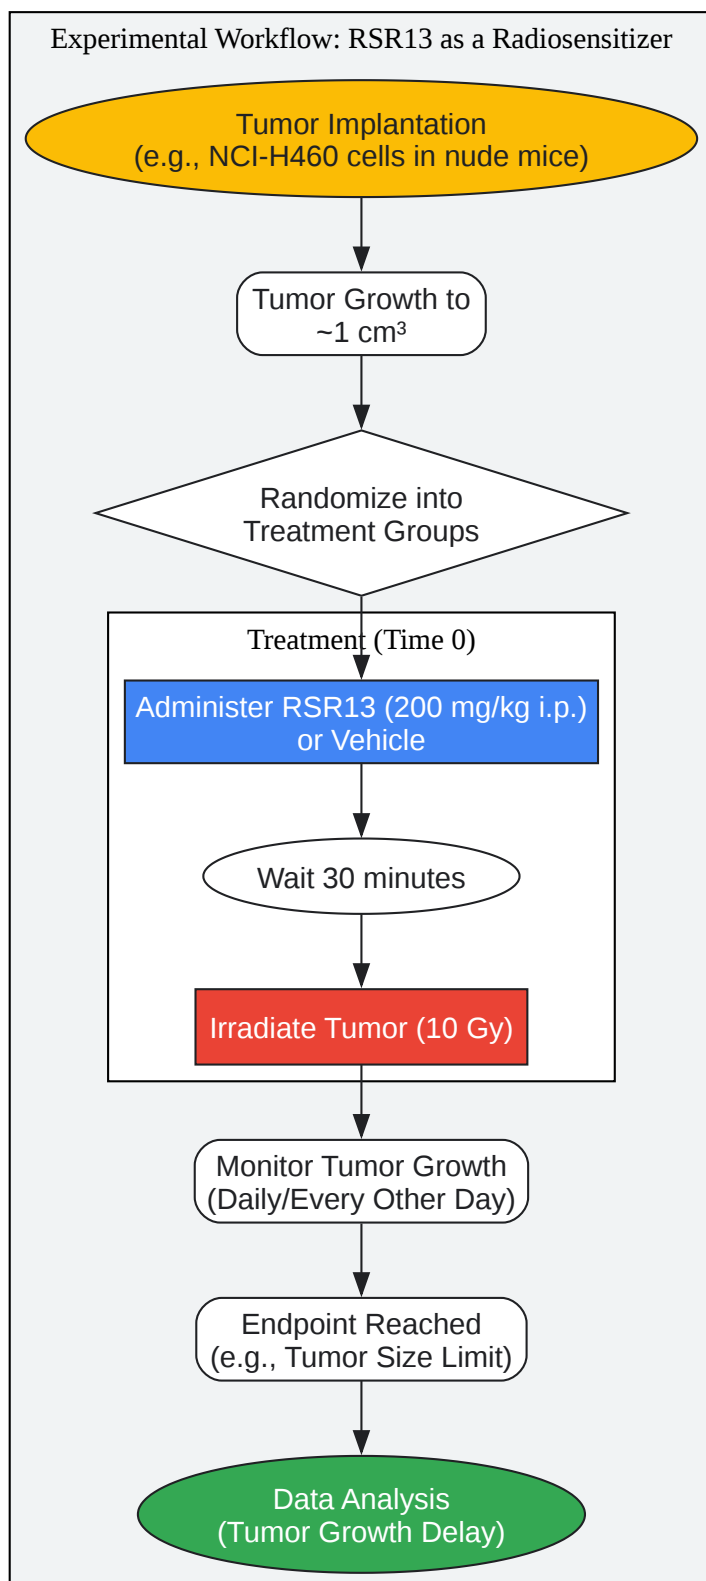 Experimental Workflow: RSR13 as a Radiosensitizer
Tumor Implantation
(e.g., NCI-H460 cells in nude mice)
Tumor Growth to
~1 cm³
Randomize into
Treatment Groups
Treatment (Time 0)
Administer RSR13 (200 mg/kg i.p.)
or Vehicle
Wait 30 minutes
Irradiate Tumor (10 Gy)
Monitor Tumor Growth
(Daily/Every Other Day)
Endpoint Reached
(e.g., Tumor Size Limit)
Data Analysis
(Tumor Growth Delay)